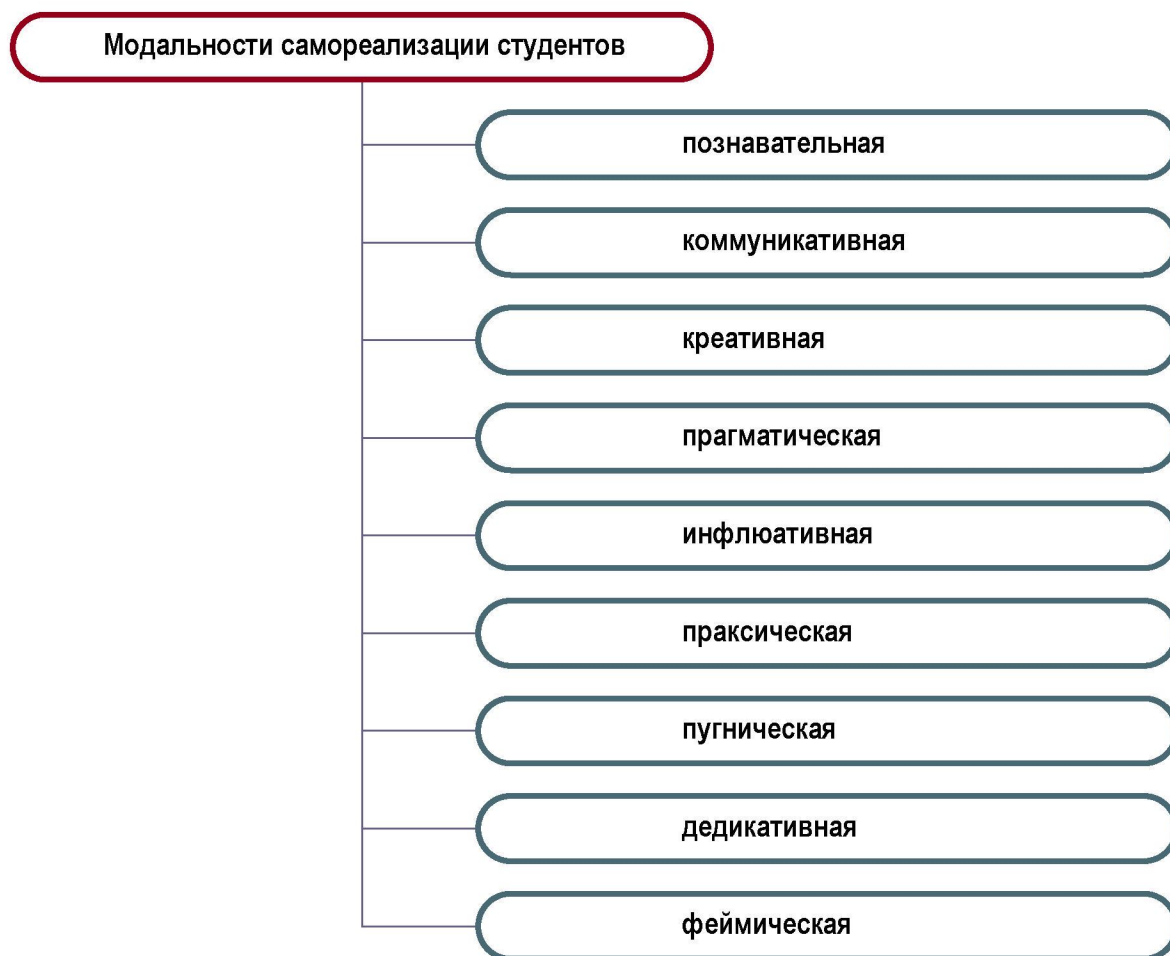 Модальности самореализации студентов
познавательная
коммуникативная
креативная
прагматическая
инфлюативная
праксическая
пугническая
дедикативная
феймическая